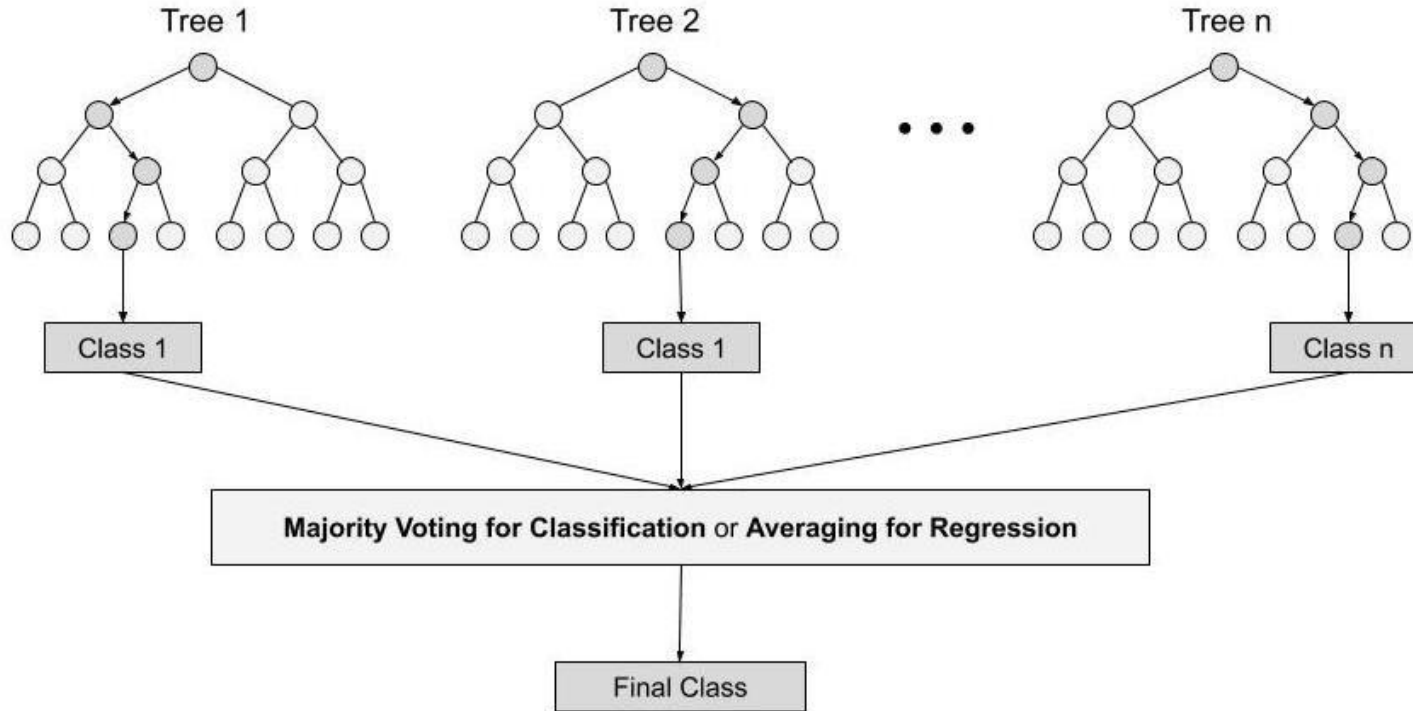 Tree 1
Tree 2
Tree n
Class 1
Class 1
Class n
Majority Voting for Classification or Averaging for Regression
Final Class